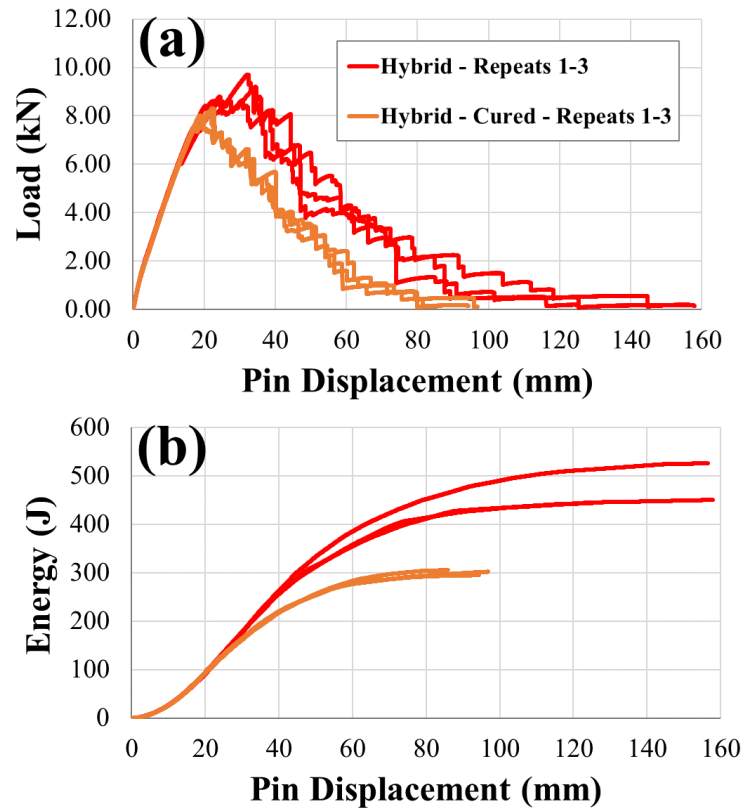 (a)
12.00
10.00
8.00
6.00
4.00
2.00
0.00
Load (kN)
Hybrid - Repeats 1-3
Hybrid - Cured - Repeats 1-3
0 20 40 60 80 100 120 140 160
Pin Displacement (mm)
(b)
600
500
400
300
200
100
0
Energy (J)
0 20 40 60 80 100 120 140 160
Pin Displacement (mm)